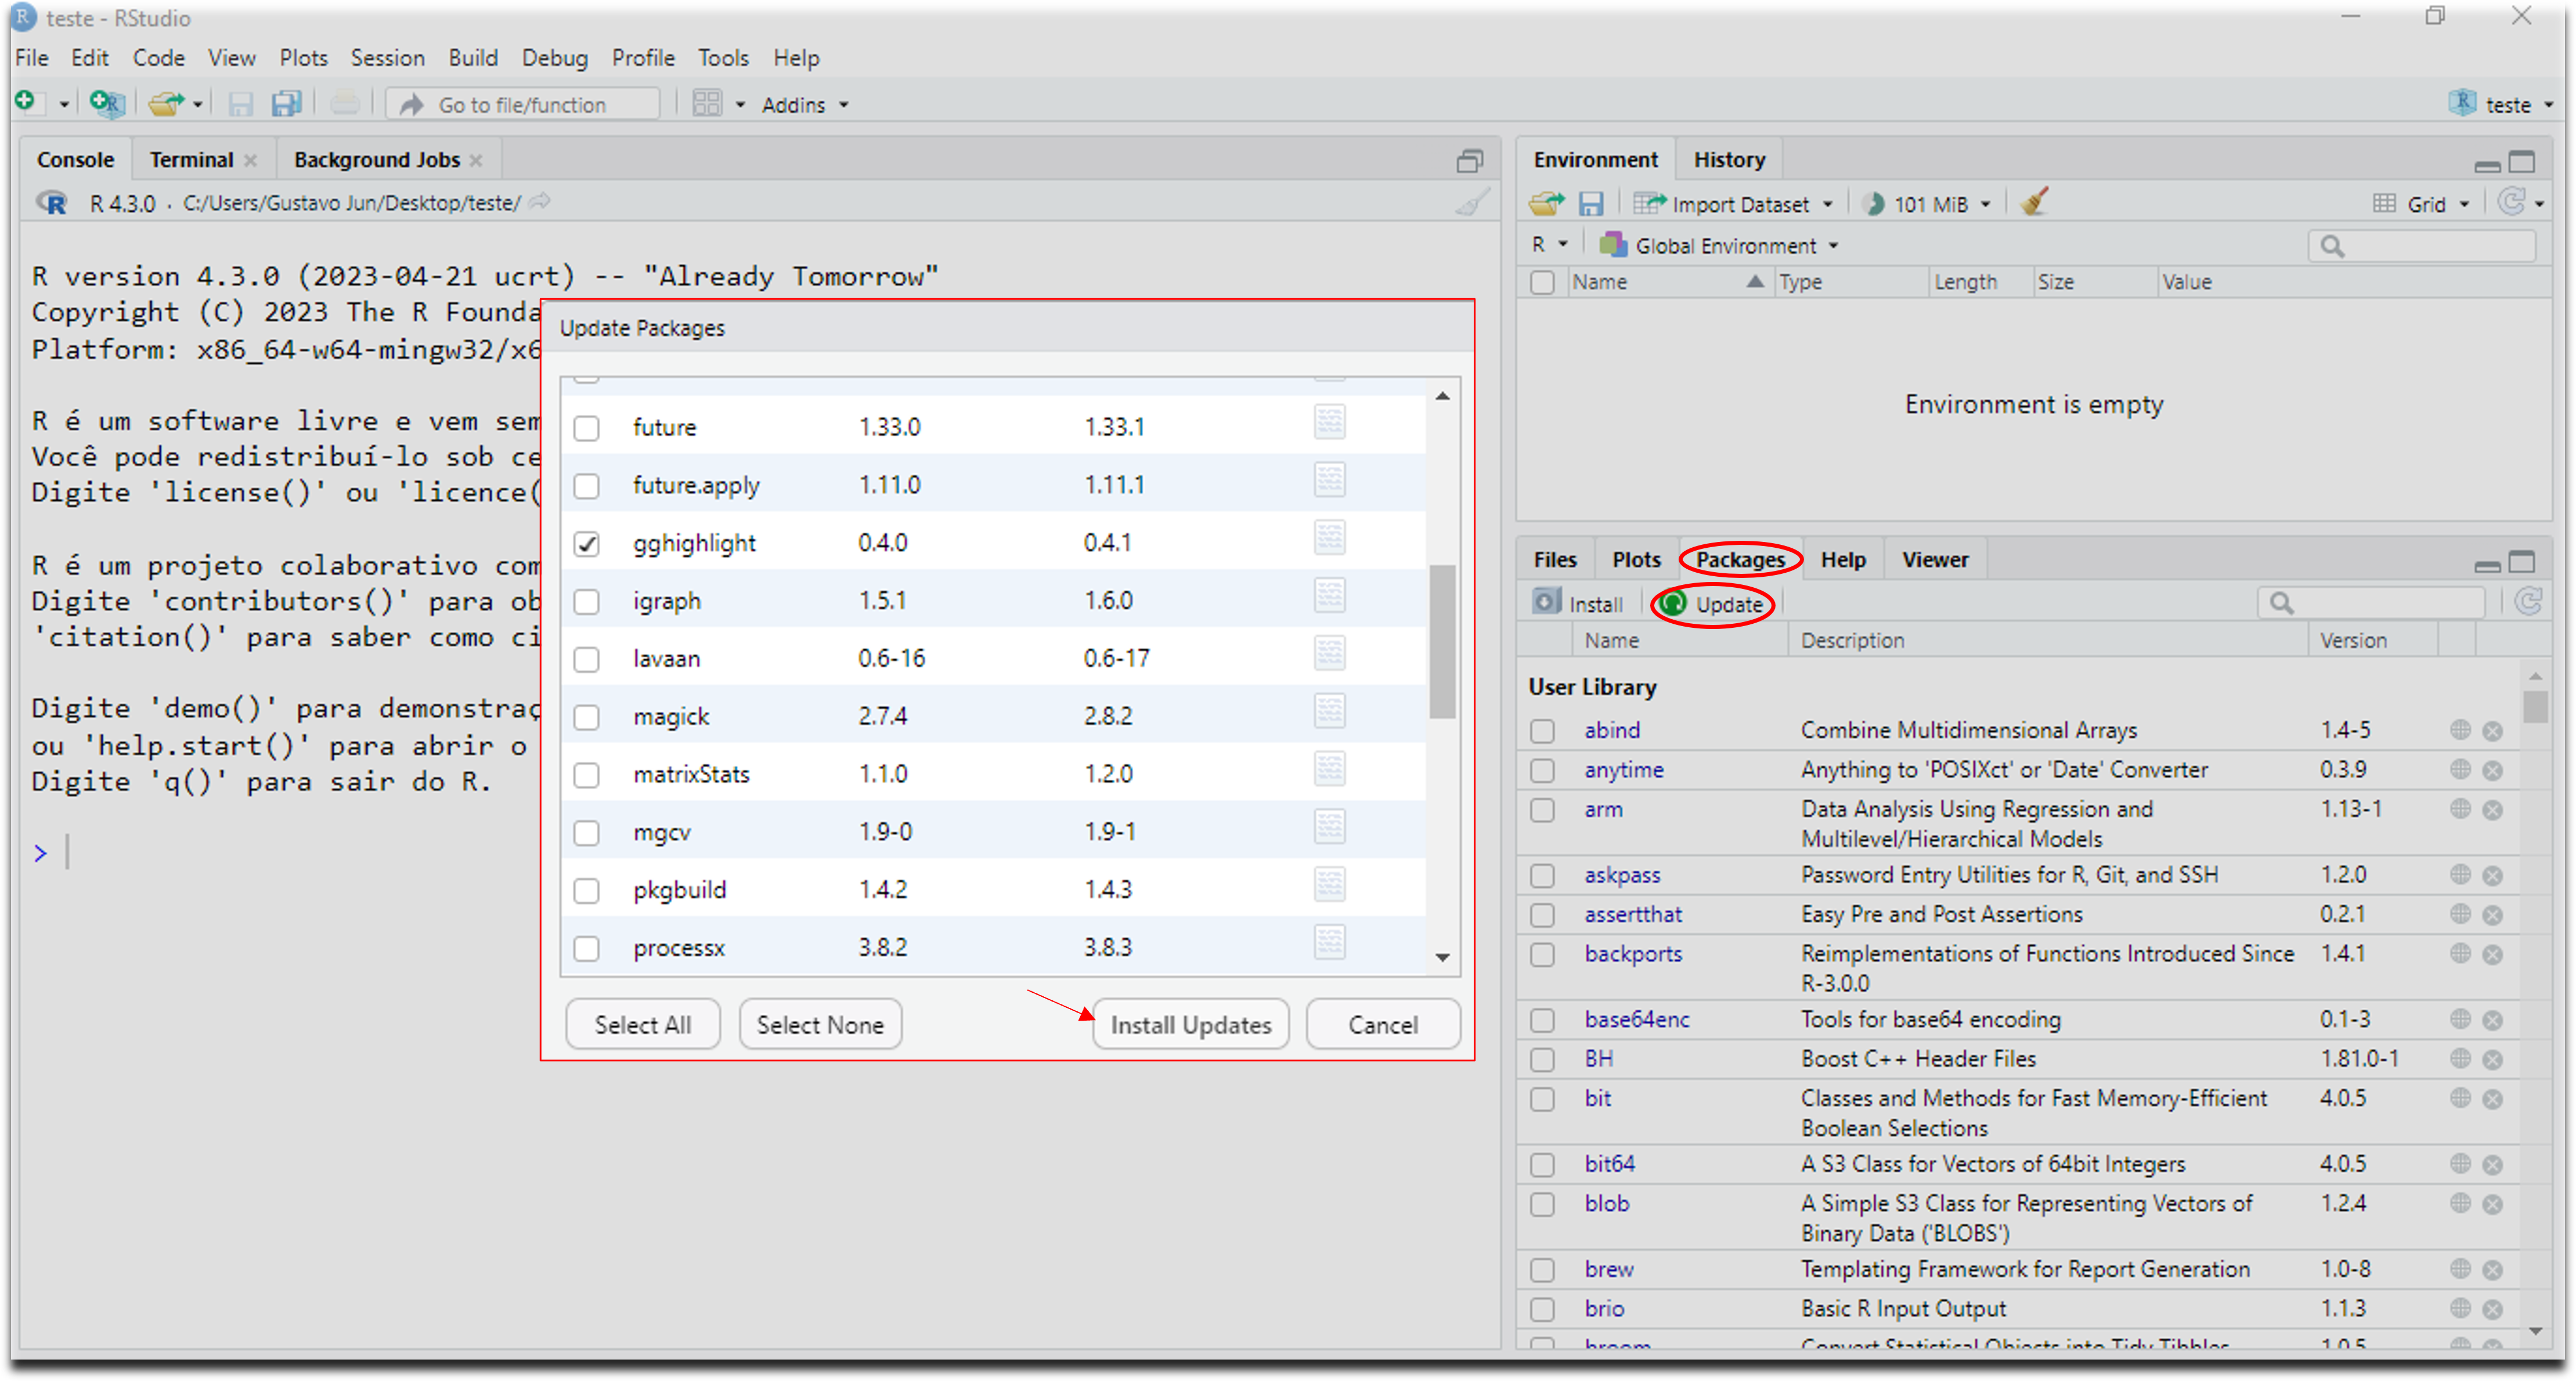 teste - RStudio
File Edit Code View Plots Session Build Debug Profile Tools Help
Go to file/function Addins teste
Console Terminal Background Jobs
R 4.3.0 · C:/Users/Gustavo Jun/Desktop/teste/
R version 4.3.0 (2023-04-21 ucrt) -- "Already Tomorrow"
Copyright (C) 2023 The R Founda
Platform: x86_64-w64-mingw32/x6
R é um software livre e vem sem
Você pode redistribuí-lo sob ce
Digite 'license()' ou 'licence(
R é um projeto colaborativo com
Digite 'contributors()' para ob
'citation()' para saber como ci
Digite 'demo()' para demonstraç
ou 'help.start()' para abrir o
Digite 'q()' para sair do R.
>
Update Packages
future 1.33.0 1.33.1
future.apply 1.11.0 1.11.1
gghighlight 0.4.0 0.4.1
igraph 1.5.1 1.6.0
lavaan 0.6-16 0.6-17
magick 2.7.4 2.8.2
matrixStats 1.1.0 1.2.0
mgcv 1.9-0 1.9-1
pkgbuild 1.4.2 1.4.3
processx 3.8.2 3.8.3
Select All Select None Install Updates Cancel
Environment History
Import Dataset 101 MiB Grid
R Global Environment
Name Type Length Size Value
Environment is empty
Files Plots Packages Help Viewer
Install Update
Name Description Version
User Library
abind Combine Multidimensional Arrays 1.4-5
anytime Anything to 'POSIXct' or 'Date' Converter 0.3.9
arm Data Analysis Using Regression and 1.13-1
Multilevel/Hierarchical Models
askpass Password Entry Utilities for R, Git, and SSH 1.2.0
assertthat Easy Pre and Post Assertions 0.2.1
backports Reimplementations of Functions Introduced Since 1.4.1
R-3.0.0
base64enc Tools for base64 encoding 0.1-3
BH Boost C++ Header Files 1.81.0-1
bit Classes and Methods for Fast Memory-Efficient 4.0.5
Boolean Selections
bit64 A S3 Class for Vectors of 64bit Integers 4.0.5
blob A Simple S3 Class for Representing Vectors of 1.2.4
Binary Data ('BLOBS')
brew Templating Framework for Report Generation 1.0-8
brio Basic R Input Output 1.1.3
broom Convert Statistical Objects into Tidy Tibbles 1.0.5